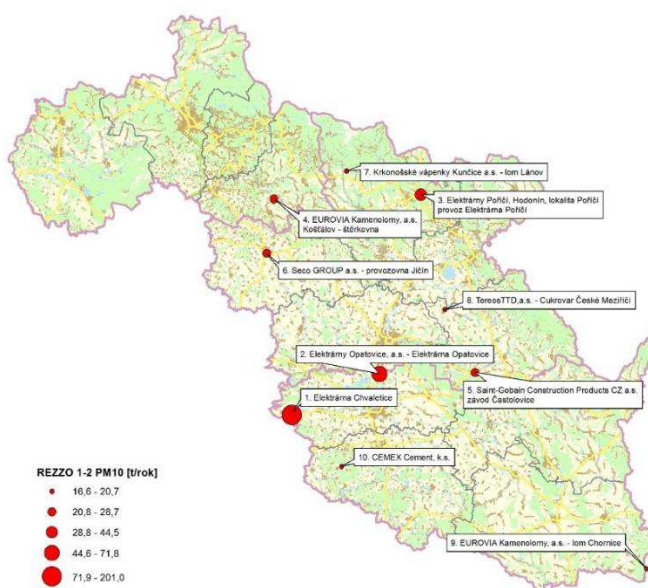 7. Krkonošské vápenky Kunčice a.s. - lom Lánov
3. Elektrárny Poříčí, Hodonín, lokalita Poříčí
provoz Elektrárna Poříčí
4. EUROVIA Kamenolomy, a.s.
Košťálov - štěrkovna
6. Seco GROUP a.s. - provozovna Jičín
8. TereosTTD,a.s. - Cukrovar České Meziříčí
2. Elektrárny Opatovice, a.s. - Elektrárna Opatovice
5. Saint-Gobain Construction Products CZ a.s.
závod Častolovice
1. Elektrárna Chvaletice
10. CEMEX Cement, k.s.
9. EUROVIA Kamenolomy, a.s. - lom Chornice
REZZO 1-2 PM10 [t/rok]
16,6 - 20,7
20,8 - 28,7
28,8 - 44,5
44,6 - 71,8
71,9 - 201,0